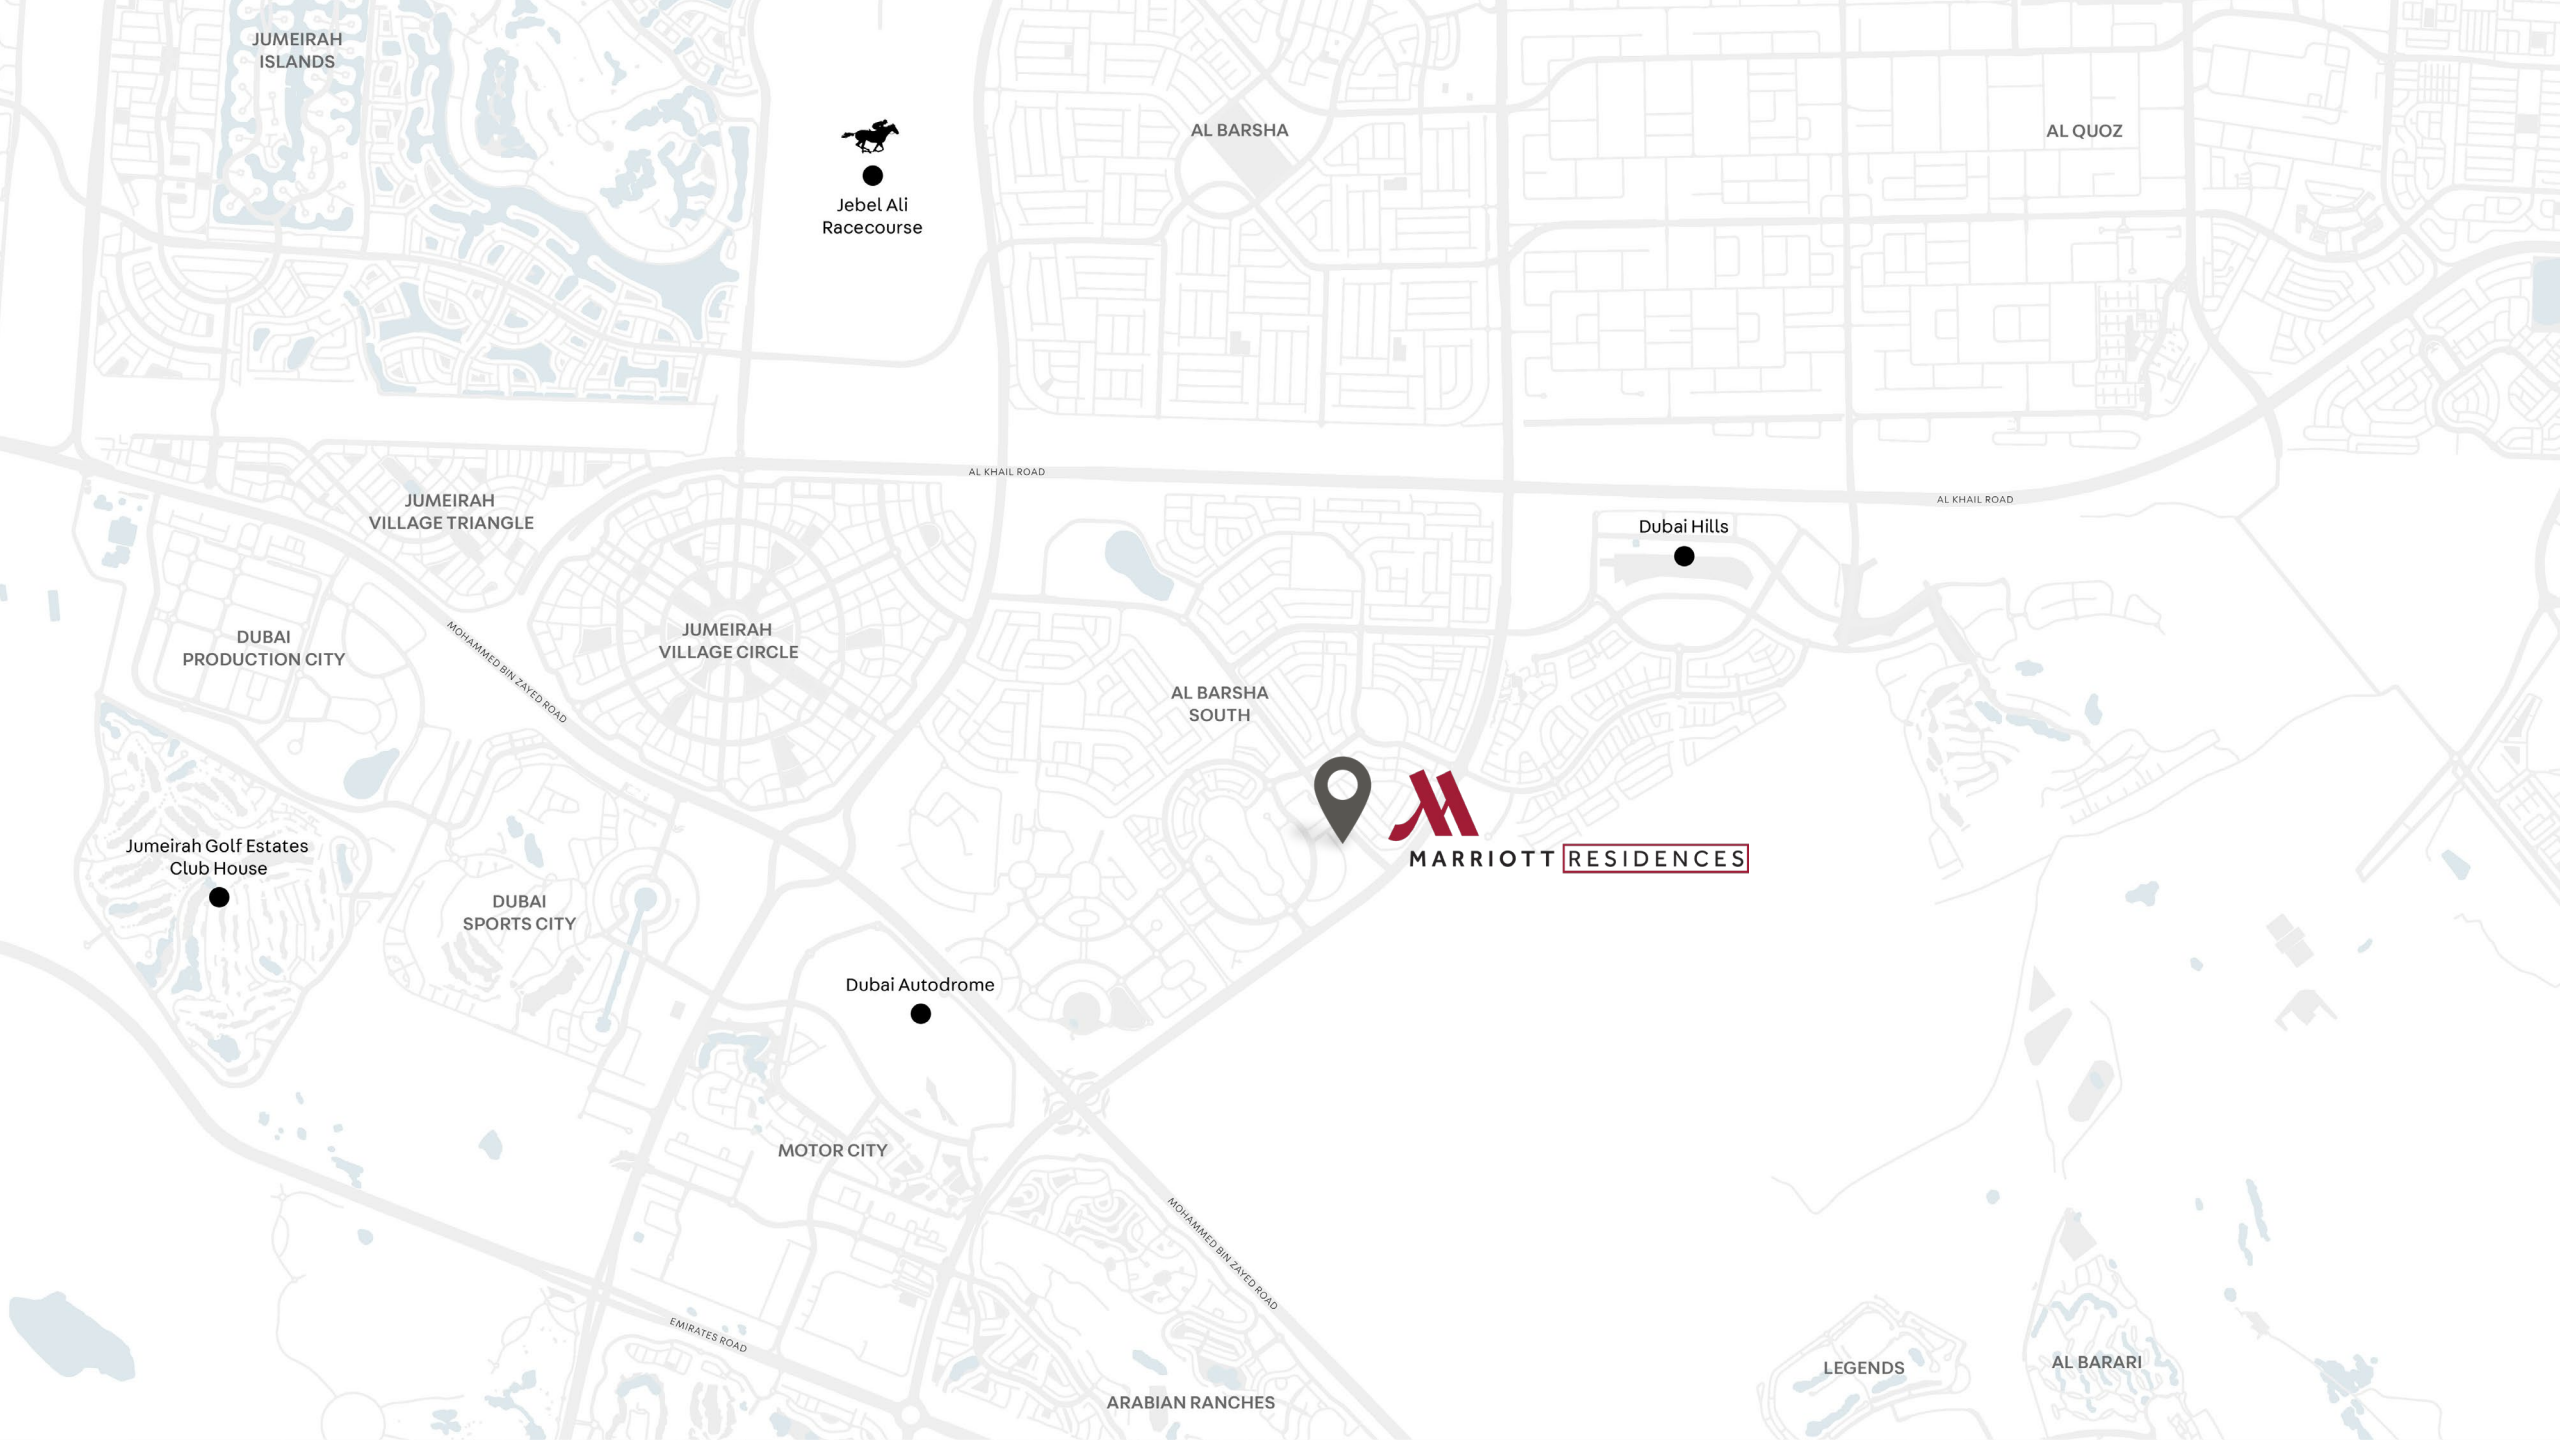 JUMEIRAH
ISLANDS
AL BARSHA
AL QUOZ
Jebel Ali
Racecourse
AL KHAIL ROAD
AL KHAIL ROAD
JUMEIRAH
VILLAGE TRIANGLE
Dubai Hills
DUBAI
PRODUCTION CITY
MOHAMMED BIN ZAYED ROAD
JUMEIRAH
VILLAGE CIRCLE
AL BARSHA
SOUTH
Jumeirah Golf Estates
Club House
MARRIOTT RESIDENCES
DUBAI
SPORTS CITY
Dubai Autodrome
MOTOR CITY
MOHAMMED BIN ZAYED ROAD
EMIRATES ROAD
ARABIAN RANCHES
LEGENDS
AL BARARI